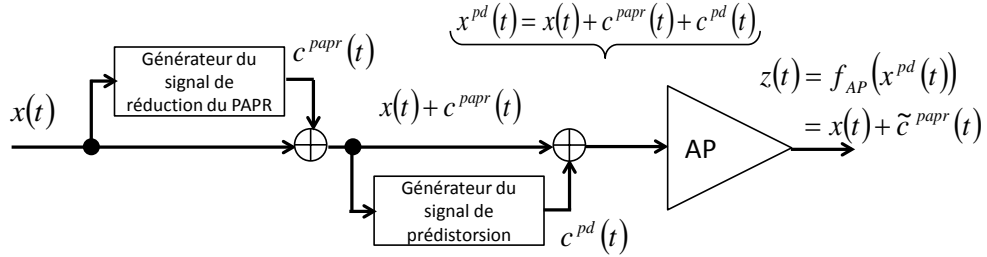 x^{pd}(t) = x(t) + c^{papr}(t) + c^{pd}(t)
Générateur du
signal de
réduction du PAPR
c^{papr}(t)
z(t) = f_{AP}(x^{pd}(t))
= x(t) + \tilde{c}^{papr}(t)
x(t)
x(t) + c^{papr}(t)
AP
Générateur du
signal de
prédistorsion
c^{pd}(t)